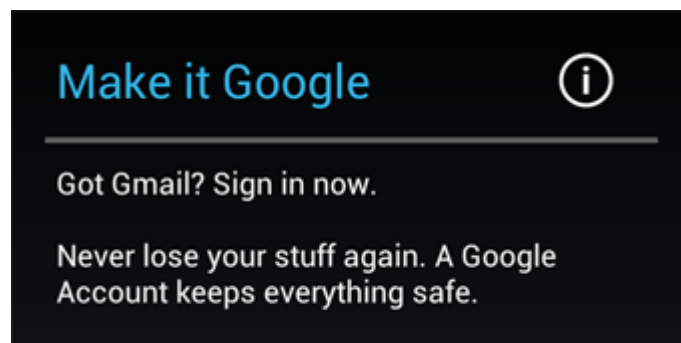 Make it Google
Got Gmail? Sign in now.
Never lose your stuff again. A Google
Account keeps everything safe.